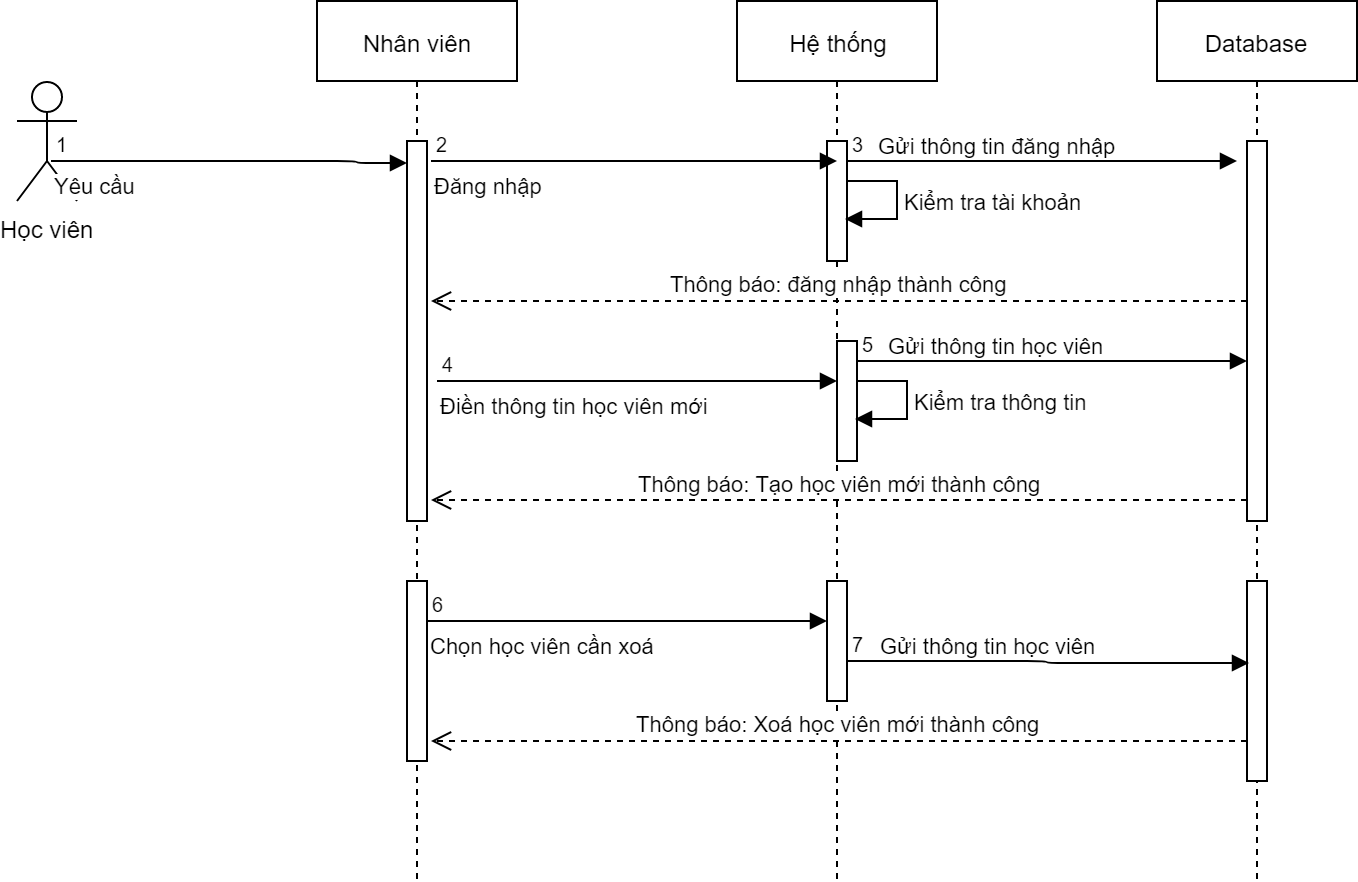 Nhân viên
Hệ thống
Database
1
Yệu cầu
Học viên
2
Đăng nhập
3
Gửi thông tin đăng nhập
Kiểm tra tài khoản
Thông báo: đăng nhập thành công
4
Điền thông tin học viên mới
5
Gửi thông tin học viên
Kiểm tra thông tin
Thông báo: Tạo học viên mới thành công
6
Chọn học viên cần xoá
7
Gửi thông tin học viên
Thông báo: Xoá học viên mới thành công